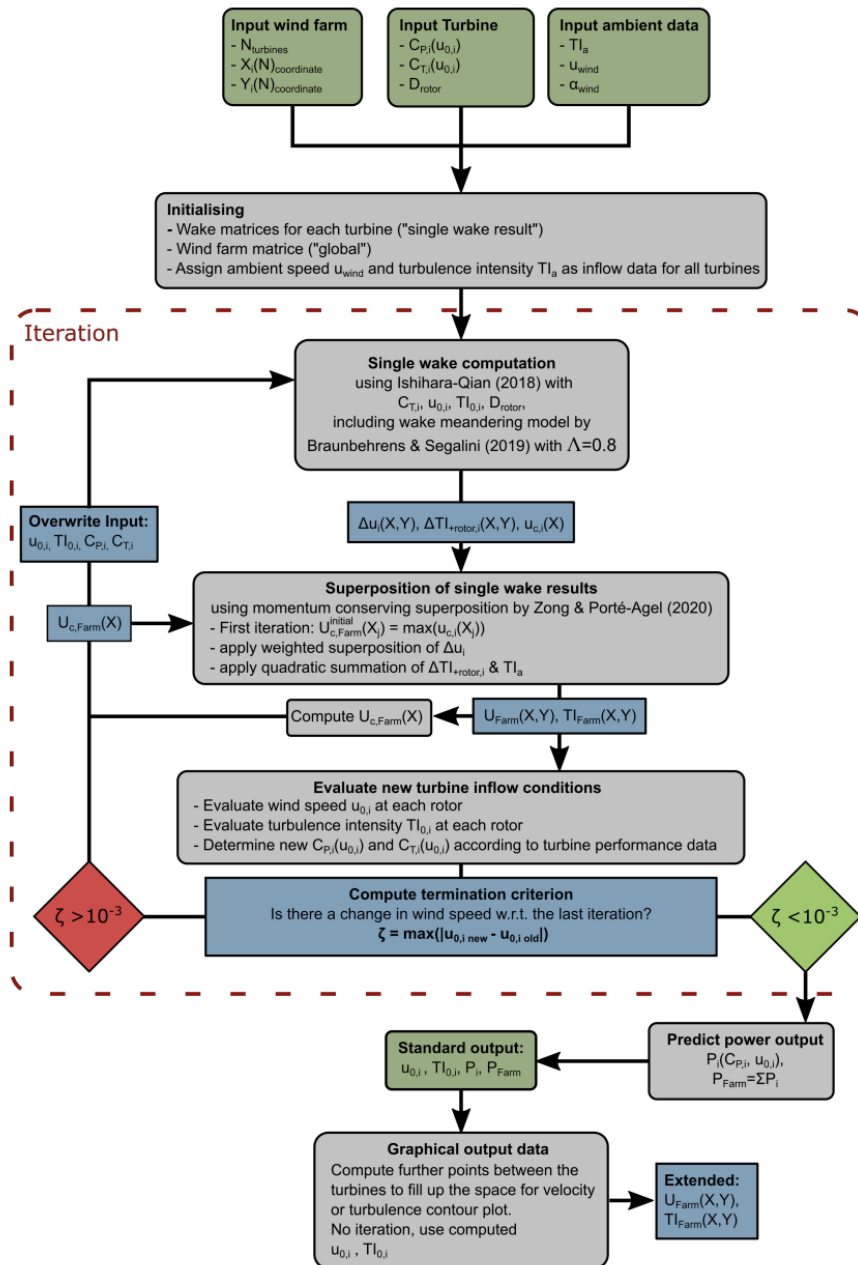 Input wind farm
- N_turbines
- X_i(N)_coordinate
- Y_i(N)_coordinate
Input Turbine
- C_P,i(u_0,i)
- C_T,i(u_0,i)
- D_rotor
Input ambient data
- TI_a
- u_wind
- α_wind
Initialising
- Wake matrices for each turbine ("single wake result")
- Wind farm matrice ("global")
- Assign ambient speed u_wind and turbulence intensity TI_a as inflow data for all turbines
Iteration
Single wake computation
using Ishihara-Qian (2018) with
C_T,i, u_0,i, TI_0,i, D_rotor,
including wake meandering model by
Braunbehrens & Segalini (2019) with Λ=0.8
Δu_i(X,Y), ΔTI_+rotor,i(X,Y), u_c,i(X)
Overwrite Input:
u_0,i, TI_0,i, C_P,i, C_T,i
U_c,Farm(X)
Superposition of single wake results
using momentum conserving superposition by Zong & Porté-Agel (2020)
- First iteration: U_c,Farm^initial(X_j) = max(u_c,i(X_j))
- apply weighted superposition of Δu_i
- apply quadratic summation of ΔTI_+rotor,i & TI_a
Compute U_c,Farm(X)
U_Farm(X,Y), TI_Farm(X,Y)
Evaluate new turbine inflow conditions
- Evaluate wind speed u_0,i at each rotor
- Evaluate turbulence intensity TI_0,i at each rotor
- Determine new C_P,i(u_0,i) and C_T,i(u_0,i) according to turbine performance data
ζ >10^-3
Compute termination criterion
Is there a change in wind speed w.r.t. the last iteration?
ζ = max(|u_0,i new - u_0,i old|)
ζ <10^-3
Predict power output
P_i(C_P,i, u_0,i),
P_Farm=ΣP_i
Standard output:
u_0,i , TI_0,i, P_i, P_Farm
Graphical output data
Compute further points between the
turbines to fill up the space for velocity
or turbulence contour plot.
No iteration, use computed
u_0,i , TI_0,i
Extended:
U_Farm(X,Y),
TI_Farm(X,Y)